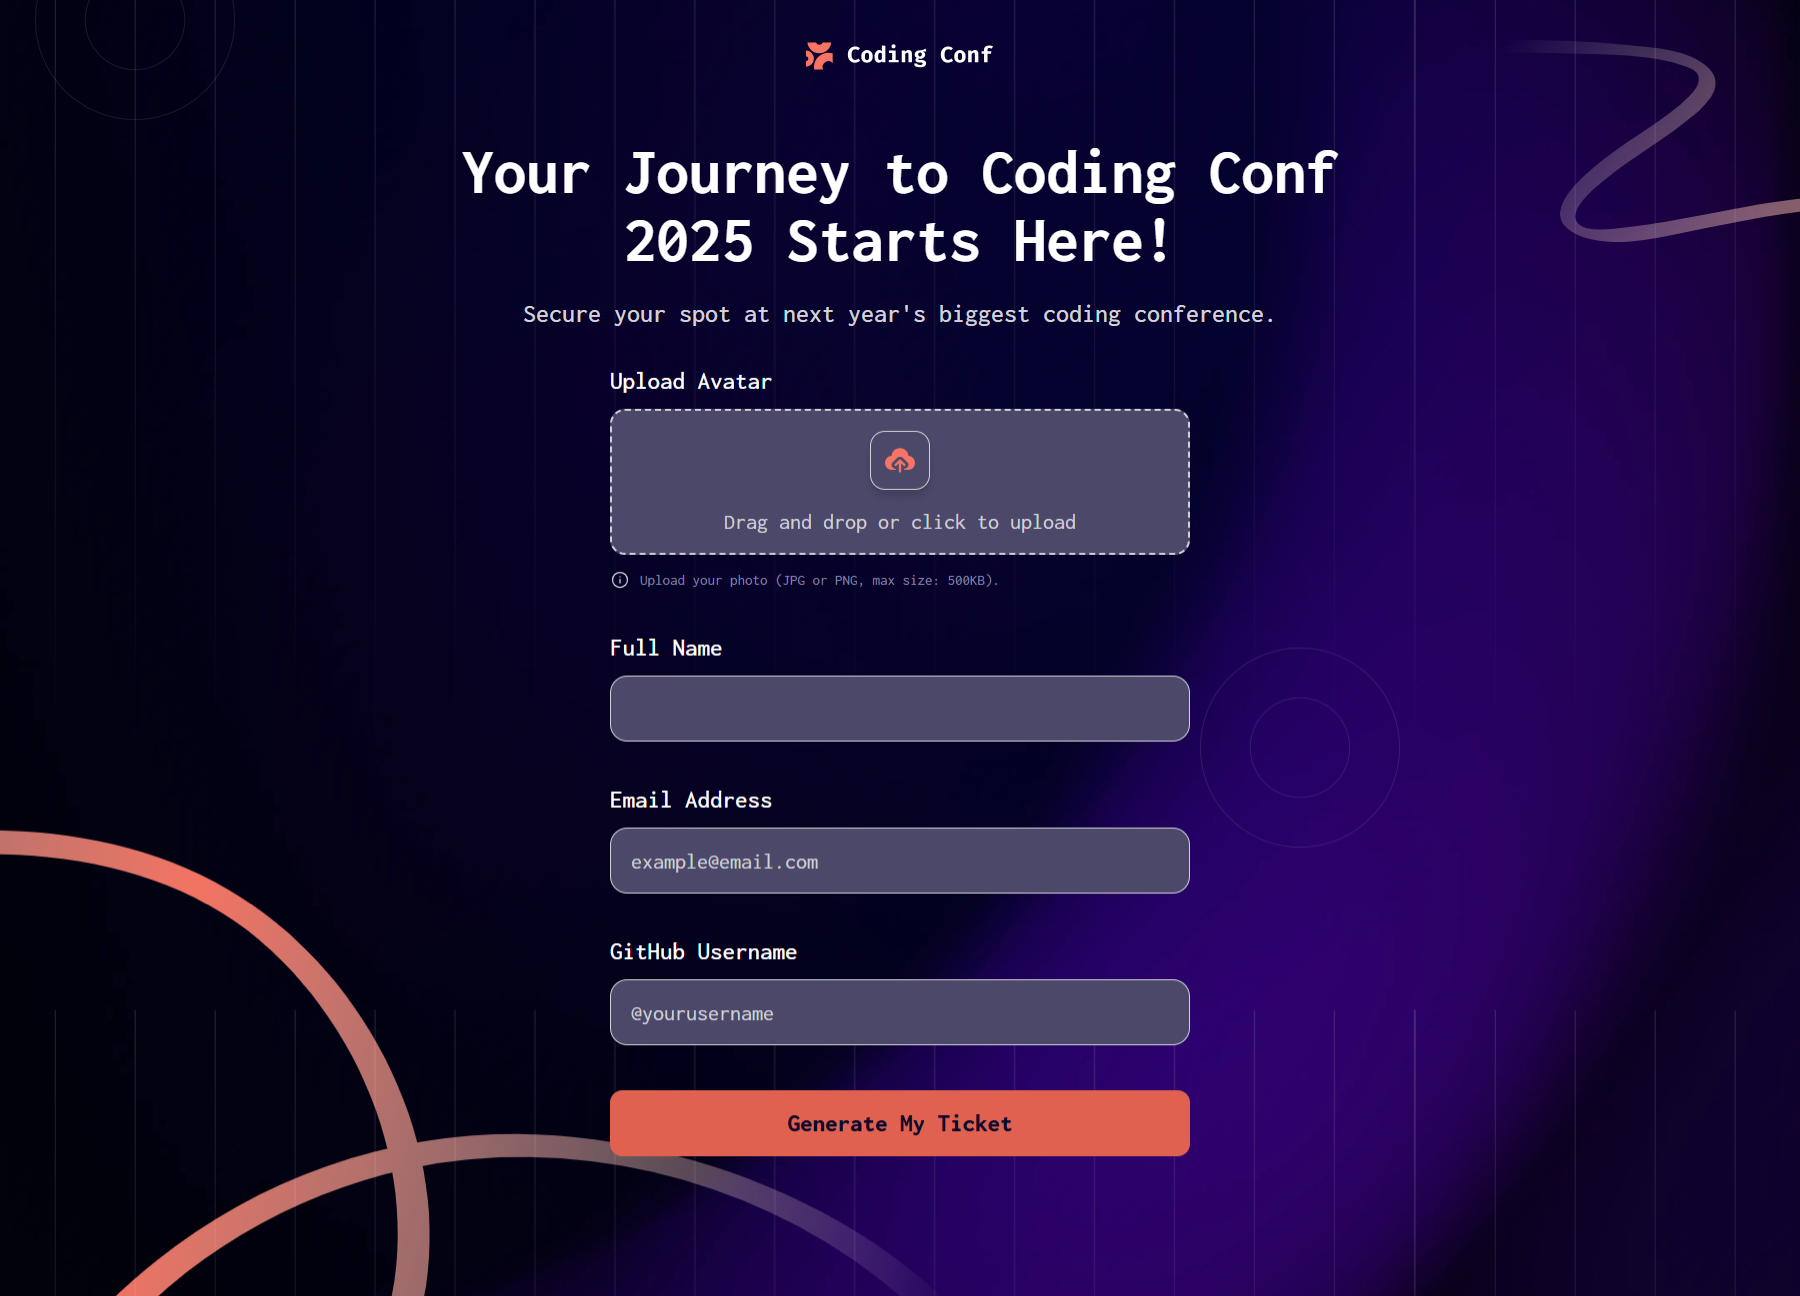 Coding Conf
Your Journey to Coding Conf
2025 Starts Here!
Secure your spot at next year's biggest coding conference.
Upload Avatar
Drag and drop or click to upload
Upload your photo (JPG or PNG, max size: 500KB).
Full Name
Email Address
example@email.com
GitHub Username
@yourusername
Generate My Ticket